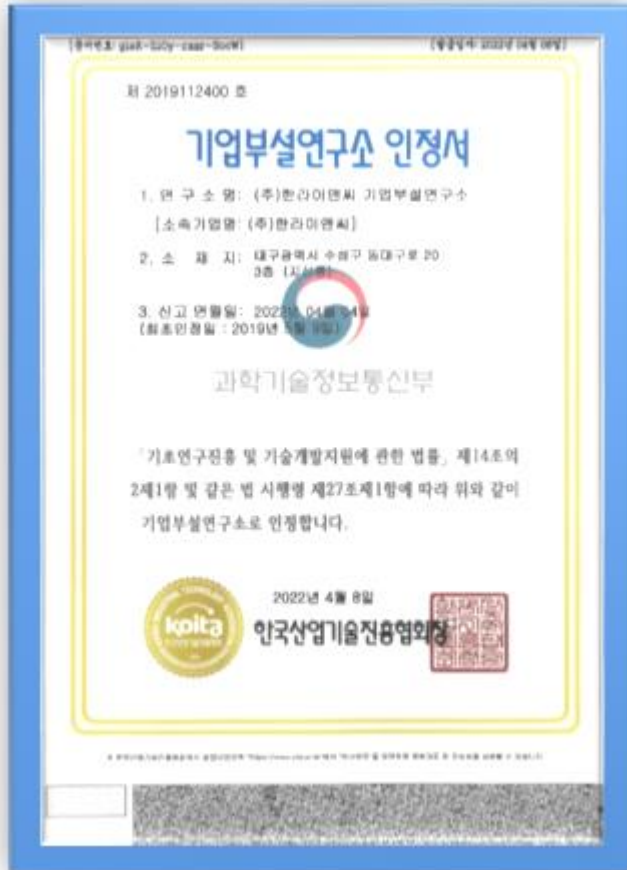 제 2019112400 호
기업부설연구소 인정서
1. 연 구 소 명: (주)한라이앤씨 기업부설연구소
[소속기업명: (주)한라이앤씨]
2. 소 재 지: 대구광역시 수성구 동대구로 20
3층 (지산동)
3. 신고 연월일: 2022년 04월 04일
(최초인정일 : 2019년 5월 9일)
과학기술정보통신부
「기초연구진흥 및 기술개발지원에 관한 법률」 제14조의
2제1항 및 같은 법 시행령 제27조제1항에 따라 위와 같이
기업부설연구소로 인정합니다.
2022년 4월 8일
koita
한국산업기술진흥협회장